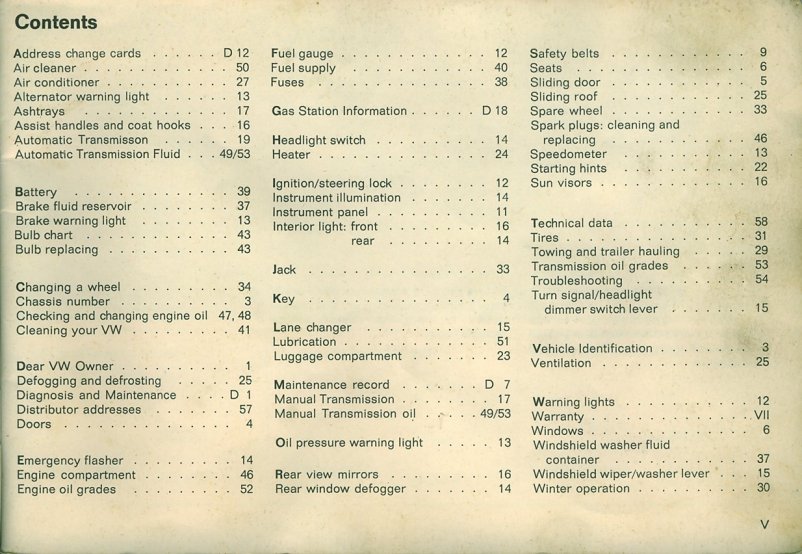 Contents
Address change cards . . . . . . . D 12
Air cleaner . . . . . . . . . . . . 50
Air conditioner . . . . . . . . . . . 27
Alternator warning light . . . . . . 13
Ashtrays . . . . . . . . . . . . . 17
Assist handles and coat hooks . . . . 16
Automatic Transmisson . . . . . . . 19
Automatic Transmission Fluid . . . 49/53
Battery . . . . . . . . . . . . . 39
Brake fluid reservoir . . . . . . . . 37
Brake warning light . . . . . . . . 13
Bulb chart . . . . . . . . . . . . 43
Bulb replacing . . . . . . . . . . . 43
Changing a wheel . . . . . . . . . 34
Chassis number . . . . . . . . . . 3
Checking and changing engine oil 47, 48
Cleaning your VW . . . . . . . . . 41
Dear VW Owner . . . . . . . . . . 1
Defogging and defrosting . . . . . 25
Diagnosis and Maintenance . . . . D 1
Distributor addresses . . . . . . . 57
Doors . . . . . . . . . . . . . . 4
Emergency flasher . . . . . . . . . 14
Engine compartment . . . . . . . . 46
Engine oil grades . . . . . . . . . 52
Fuel gauge . . . . . . . . . . . . 12
Fuel supply . . . . . . . . . . . 40
Fuses . . . . . . . . . . . . . . 38
Gas Station Information . . . . . . D 18
Headlight switch . . . . . . . . . 14
Heater . . . . . . . . . . . . . . 24
Ignition/steering lock . . . . . . . . 12
Instrument illumination . . . . . . . 14
Instrument panel . . . . . . . . . . 11
Interior light: front . . . . . . . . . 16
rear . . . . . . . . 14
Jack . . . . . . . . . . . . . . 33
Key . . . . . . . . . . . . . . . 4
Lane changer . . . . . . . . . . . 15
Lubrication . . . . . . . . . . . . 51
Luggage compartment . . . . . . . 23
Maintenance record . . . . . . . D 7
Manual Transmission . . . . . . . . 17
Manual Transmission oil . . . . . 49/53
Oil pressure warning light . . . . . 13
Rear view mirrors . . . . . . . . . 16
Rear window defogger . . . . . . . 14
Safety belts . . . . . . . . . . . . 9
Seats . . . . . . . . . . . . . . 6
Sliding door . . . . . . . . . . . . 5
Sliding roof . . . . . . . . . . . . 25
Spare wheel . . . . . . . . . . . . 33
Spark plugs: cleaning and
replacing . . . . . . . . . . . . 46
Speedometer . . . . . . . . . . . 13
Starting hints . . . . . . . . . . . 22
Sun visors . . . . . . . . . . . . 16
Technical data . . . . . . . . . . 58
Tires . . . . . . . . . . . . . . . 31
Towing and trailer hauling . . . . . 29
Transmission oil grades . . . . . . 53
Troubleshooting . . . . . . . . . . 54
Turn signal/headlight
dimmer switch lever . . . . . . 15
Vehicle Identification . . . . . . . . 3
Ventilation . . . . . . . . . . . . 25
Warning lights . . . . . . . . . . 12
Warranty . . . . . . . . . . . . . VII
Windows . . . . . . . . . . . . . 6
Windshield washer fluid
container . . . . . . . . . . . 37
Windshield wiper/washer lever . . . 15
Winter operation . . . . . . . . . . 30
V